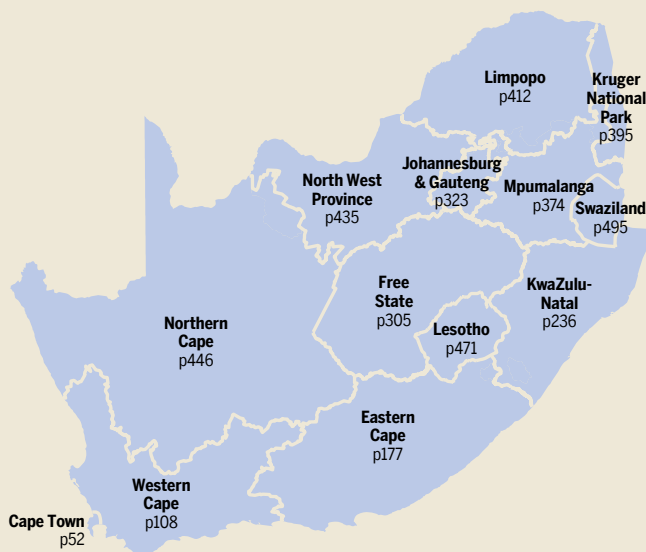 Limpopo
p412
Kruger
National
Park
p395
Johannesburg
& Gauteng
p323
North West
Province
p435
Mpumalanga
p374
Swaziland
p495
Free
State
p305
KwaZulu-
Natal
p236
Northern
Cape
p446
Lesotho
p471
Eastern
Cape
p177
Western
Cape
p108
Cape Town
p52